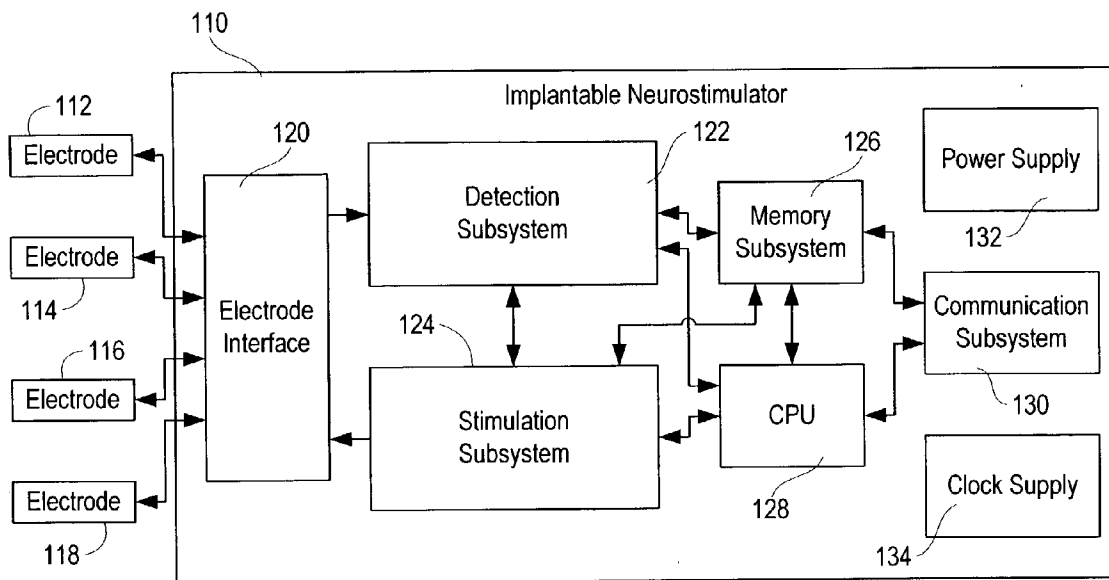 110
Implantable Neurostimulator
112
Electrode
120
122
Detection
Subsystem
126
Memory
Subsystem
Power Supply
132
Electrode
114
Electrode
Interface
124
Communication
Subsystem
130
116
Electrode
Stimulation
Subsystem
CPU
128
Electrode
118
Clock Supply
134